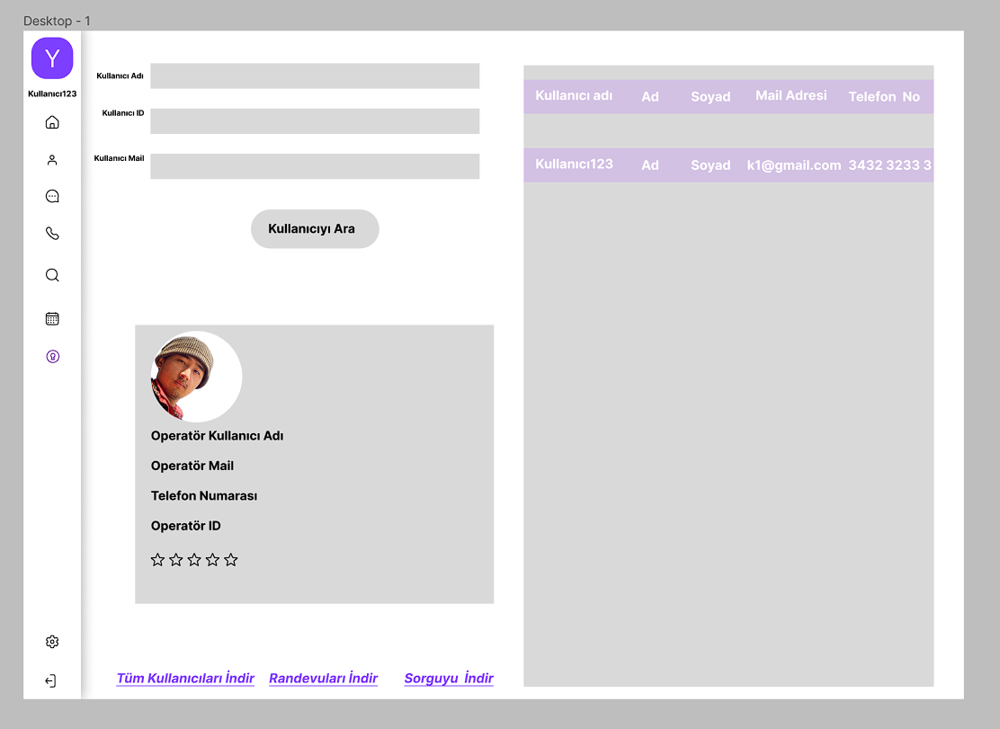 Desktop - 1
Y
Kullanıcı123
Kullanıcı Adı
Kullanıcı ID
Kullanıcı Mail
Kullanıcıyı Ara
Operatör Kullanıcı Adı
Operatör Mail
Telefon Numarası
Operatör ID
Tüm Kullanıcıları İndir Randevuları İndir Sorguyu İndir
Kullanıcı adı Ad Soyad Mail Adresi Telefon No
Kullanıcı123 Ad Soyad k1@gmail.com 3432 3233 3